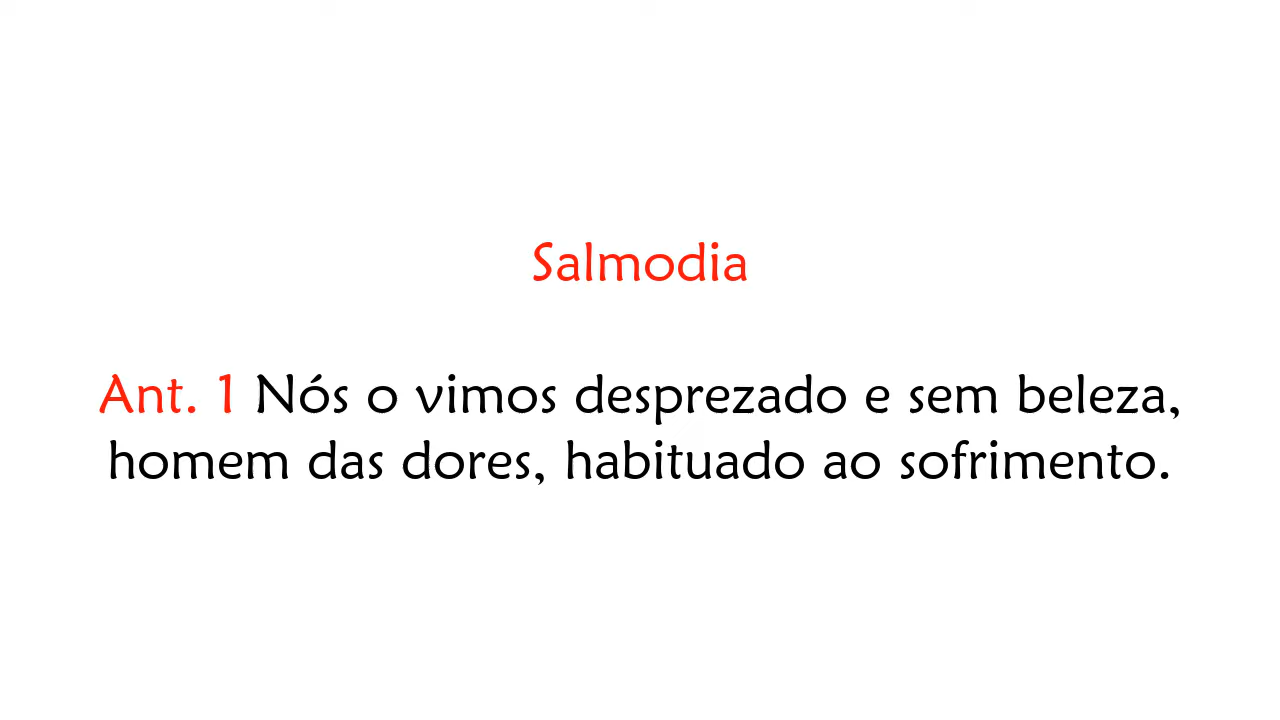 Salmodia
Ant. 1 Nós o vimos desprezado e sem beleza,
homem das dores, habituado ao sofrimento.